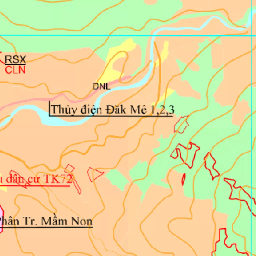 RSX
CLN
DNL
Thủy điện Đăk Mê 1,2,3
dân cư TK72
Phân Tr. Mầm Non